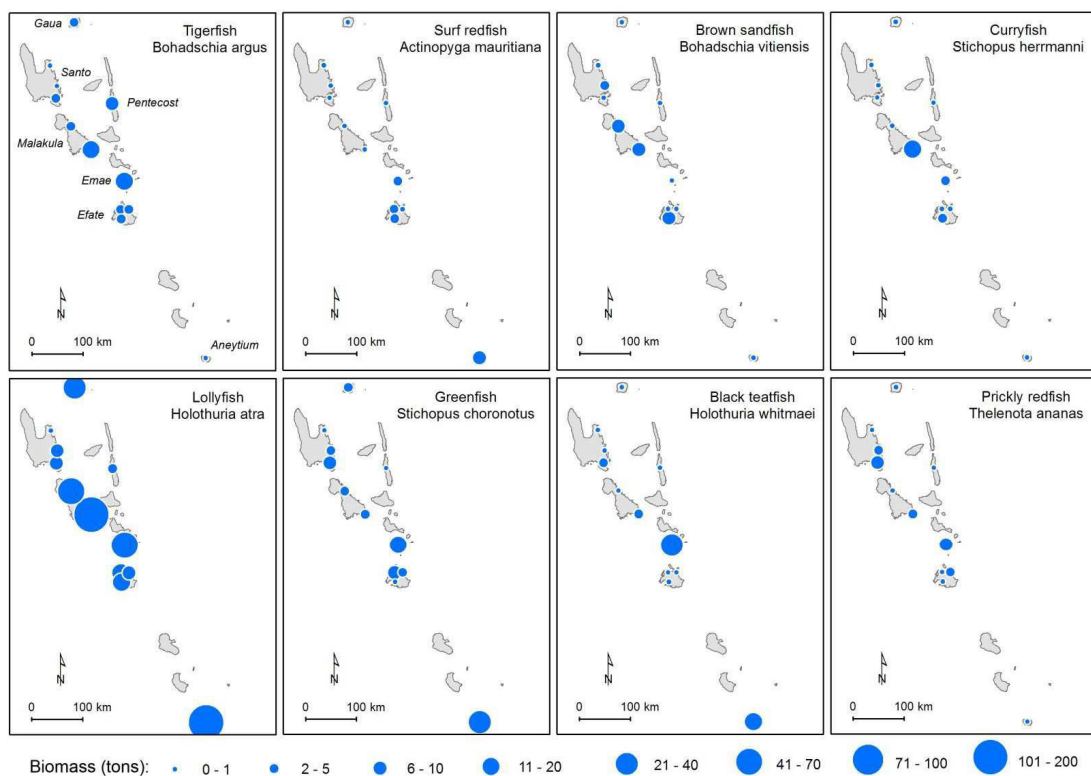 Gaua
Tigerfish
Bohadschia argus
Santo
Pentecost
Malakula
Emae
Efate
N
0 100 km
Aneytium
Surf redfish
Actinopyga mauritiana
N
0 100 km
Brown sandfish
Bohadschia vitiensis
N
0 100 km
Curryfish
Stichopus herrmanni
N
0 100 km
Lollyfish
Holothuria atra
N
0 100 km
Greenfish
Stichopus choronotus
N
0 100 km
Black teatfish
Holothuria whitmaei
N
0 100 km
Prickly redfish
Thelenota ananas
N
0 100 km
Biomass (tons): 0 - 1 2 - 5 6 - 10 11 - 20 21 - 40 41 - 70 71 - 100 101 - 200